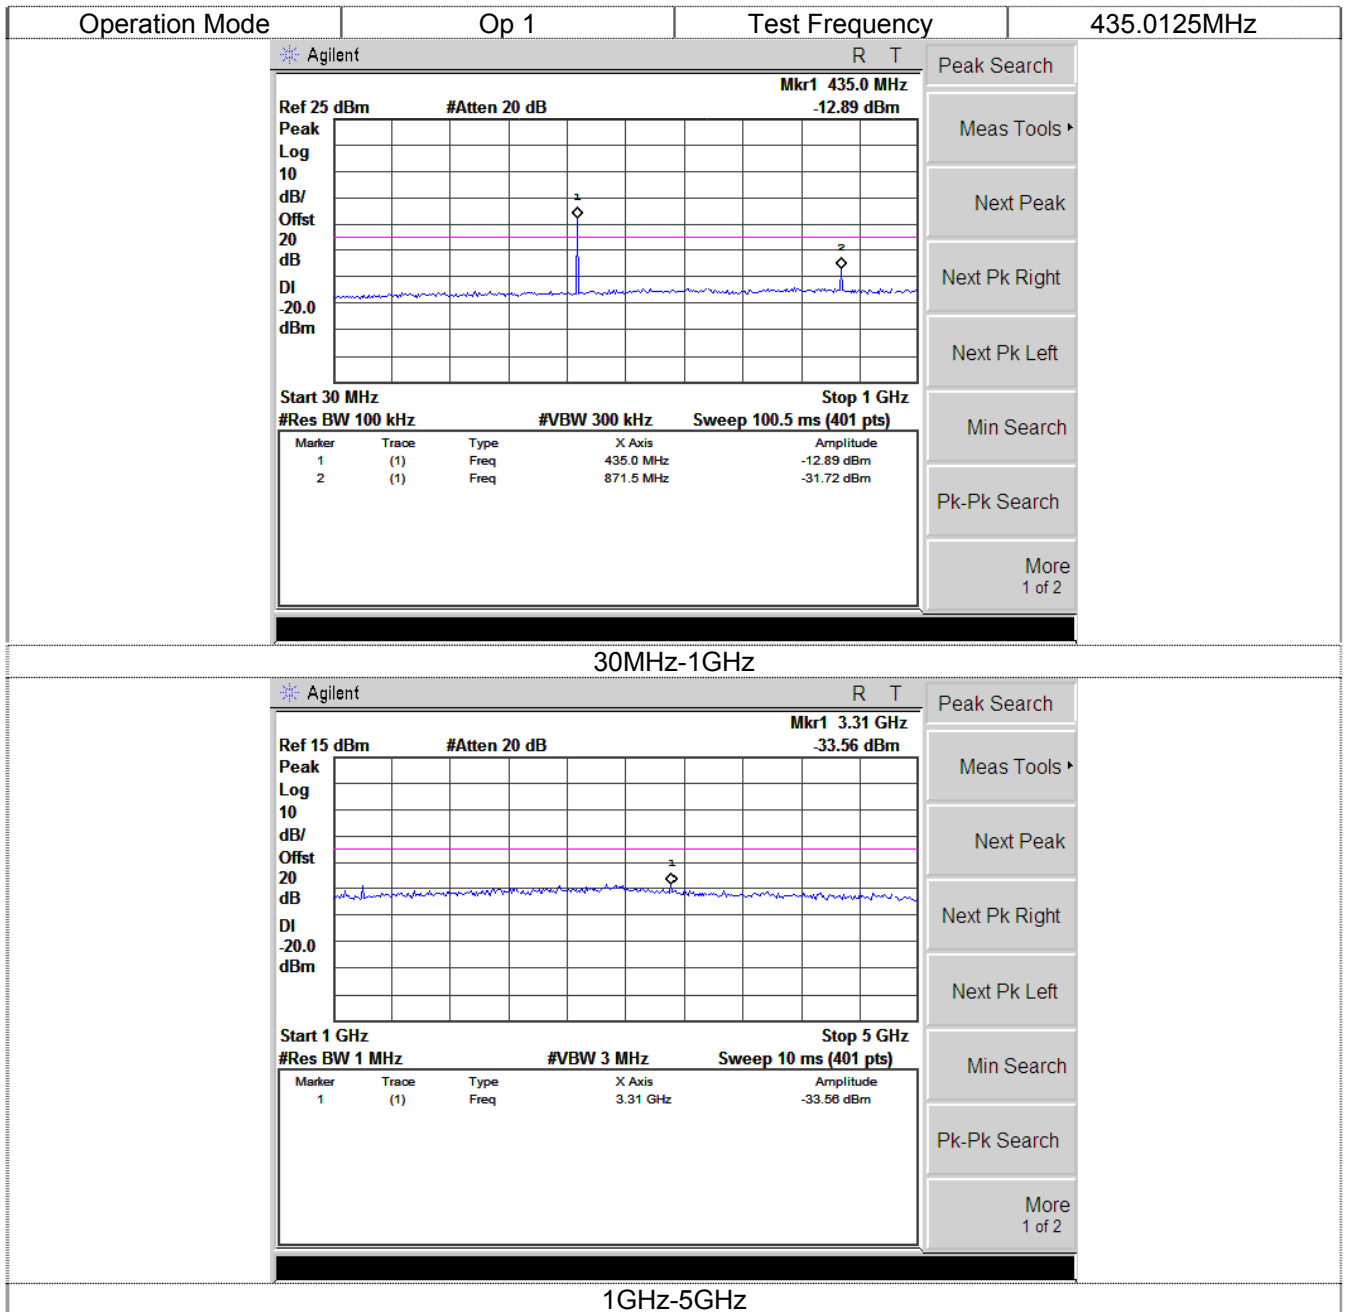 Operation Mode Op 1 Test Frequency 435.0125MHz
Agilent R T
Peak Search
Mkr1 435.0 MHz
Ref 25 dBm #Atten 20 dB -12.89 dBm
Peak
Log
10
dB/
Offst
20
dB
DI
-20.0
dBm
1
2
Start 30 MHz Stop 1 GHz
#Res BW 100 kHz #VBW 300 kHz Sweep 100.5 ms (401 pts)
Marker Trace Type X Axis Amplitude
1 (1) Freq 435.0 MHz -12.89 dBm
2 (1) Freq 871.5 MHz -31.72 dBm
Meas Tools
Next Peak
Next Pk Right
Next Pk Left
Min Search
Pk-Pk Search
More
1 of 2
30MHz-1GHz
Agilent R T
Peak Search
Mkr1 3.31 GHz
Ref 15 dBm #Atten 20 dB -33.56 dBm
Peak
Log
10
dB/
Offst
20
dB
DI
-20.0
dBm
1
Start 1 GHz Stop 5 GHz
#Res BW 1 MHz #VBW 3 MHz Sweep 10 ms (401 pts)
Marker Trace Type X Axis Amplitude
1 (1) Freq 3.31 GHz -33.56 dBm
Meas Tools
Next Peak
Next Pk Right
Next Pk Left
Min Search
Pk-Pk Search
More
1 of 2
1GHz-5GHz